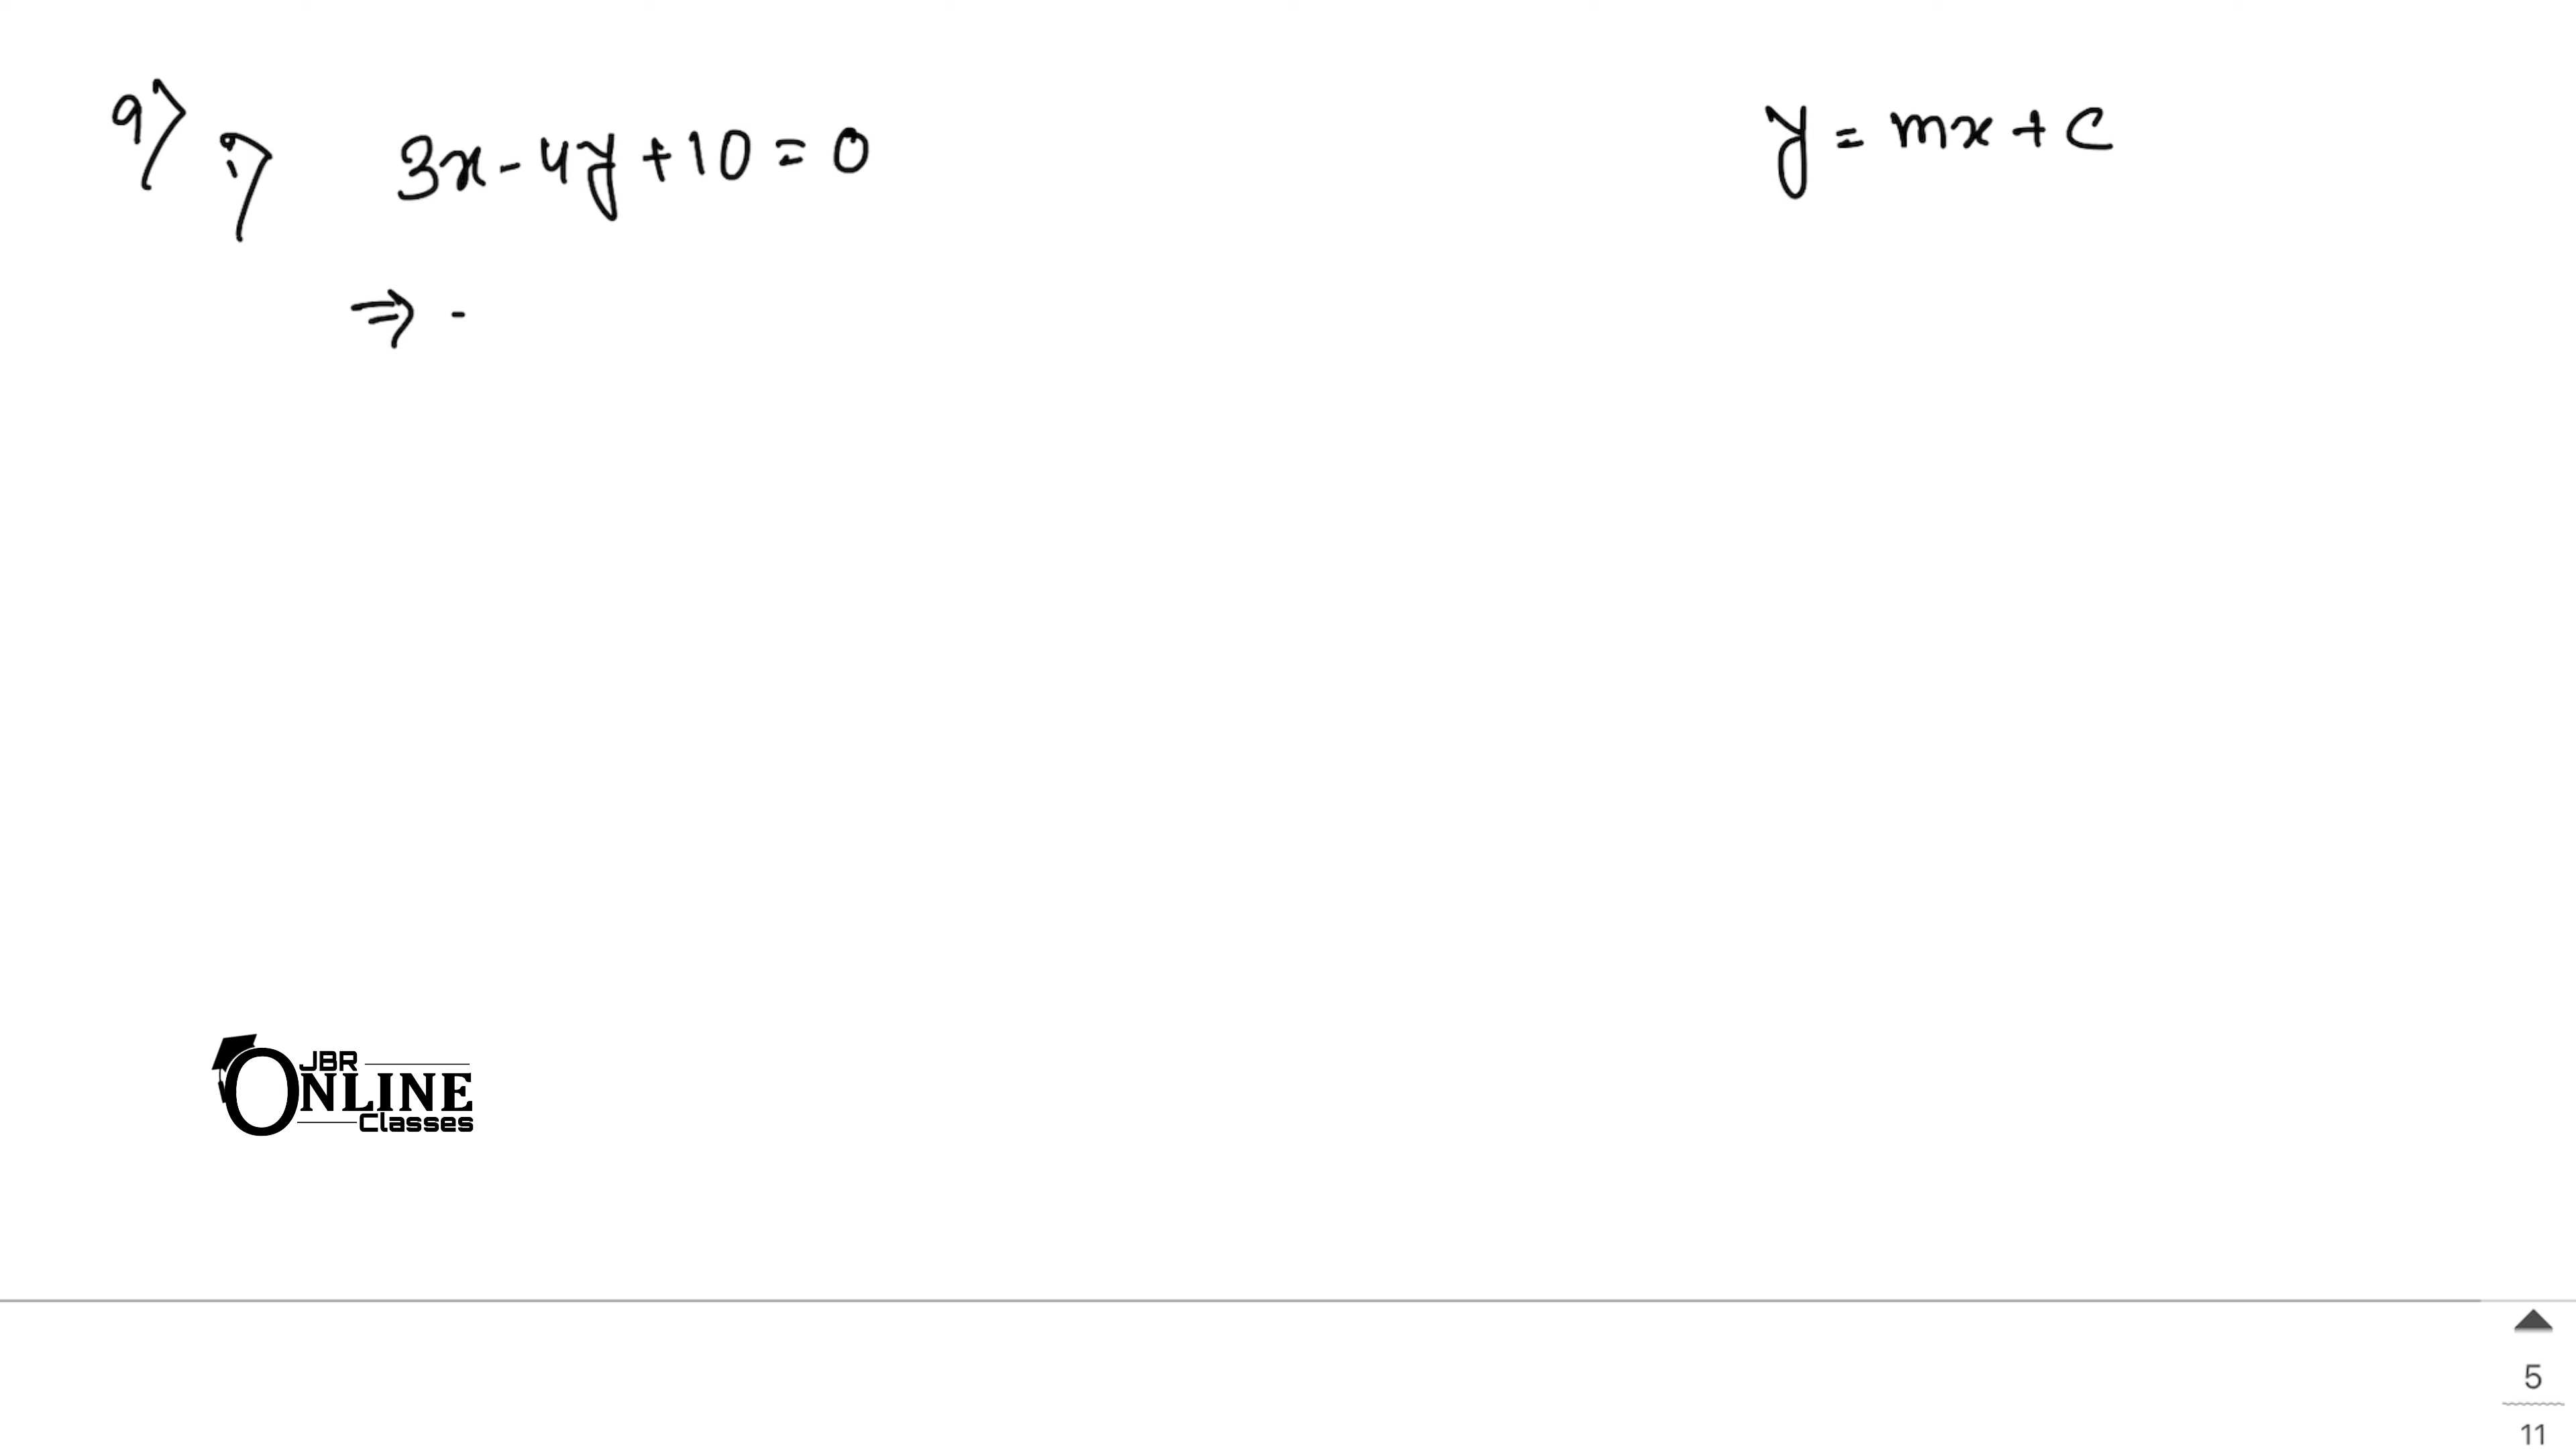 9) i) 3x - 4y + 10 = 0
y = mx + c
⇒ -
JBR
ONLINE
Classes
5
11